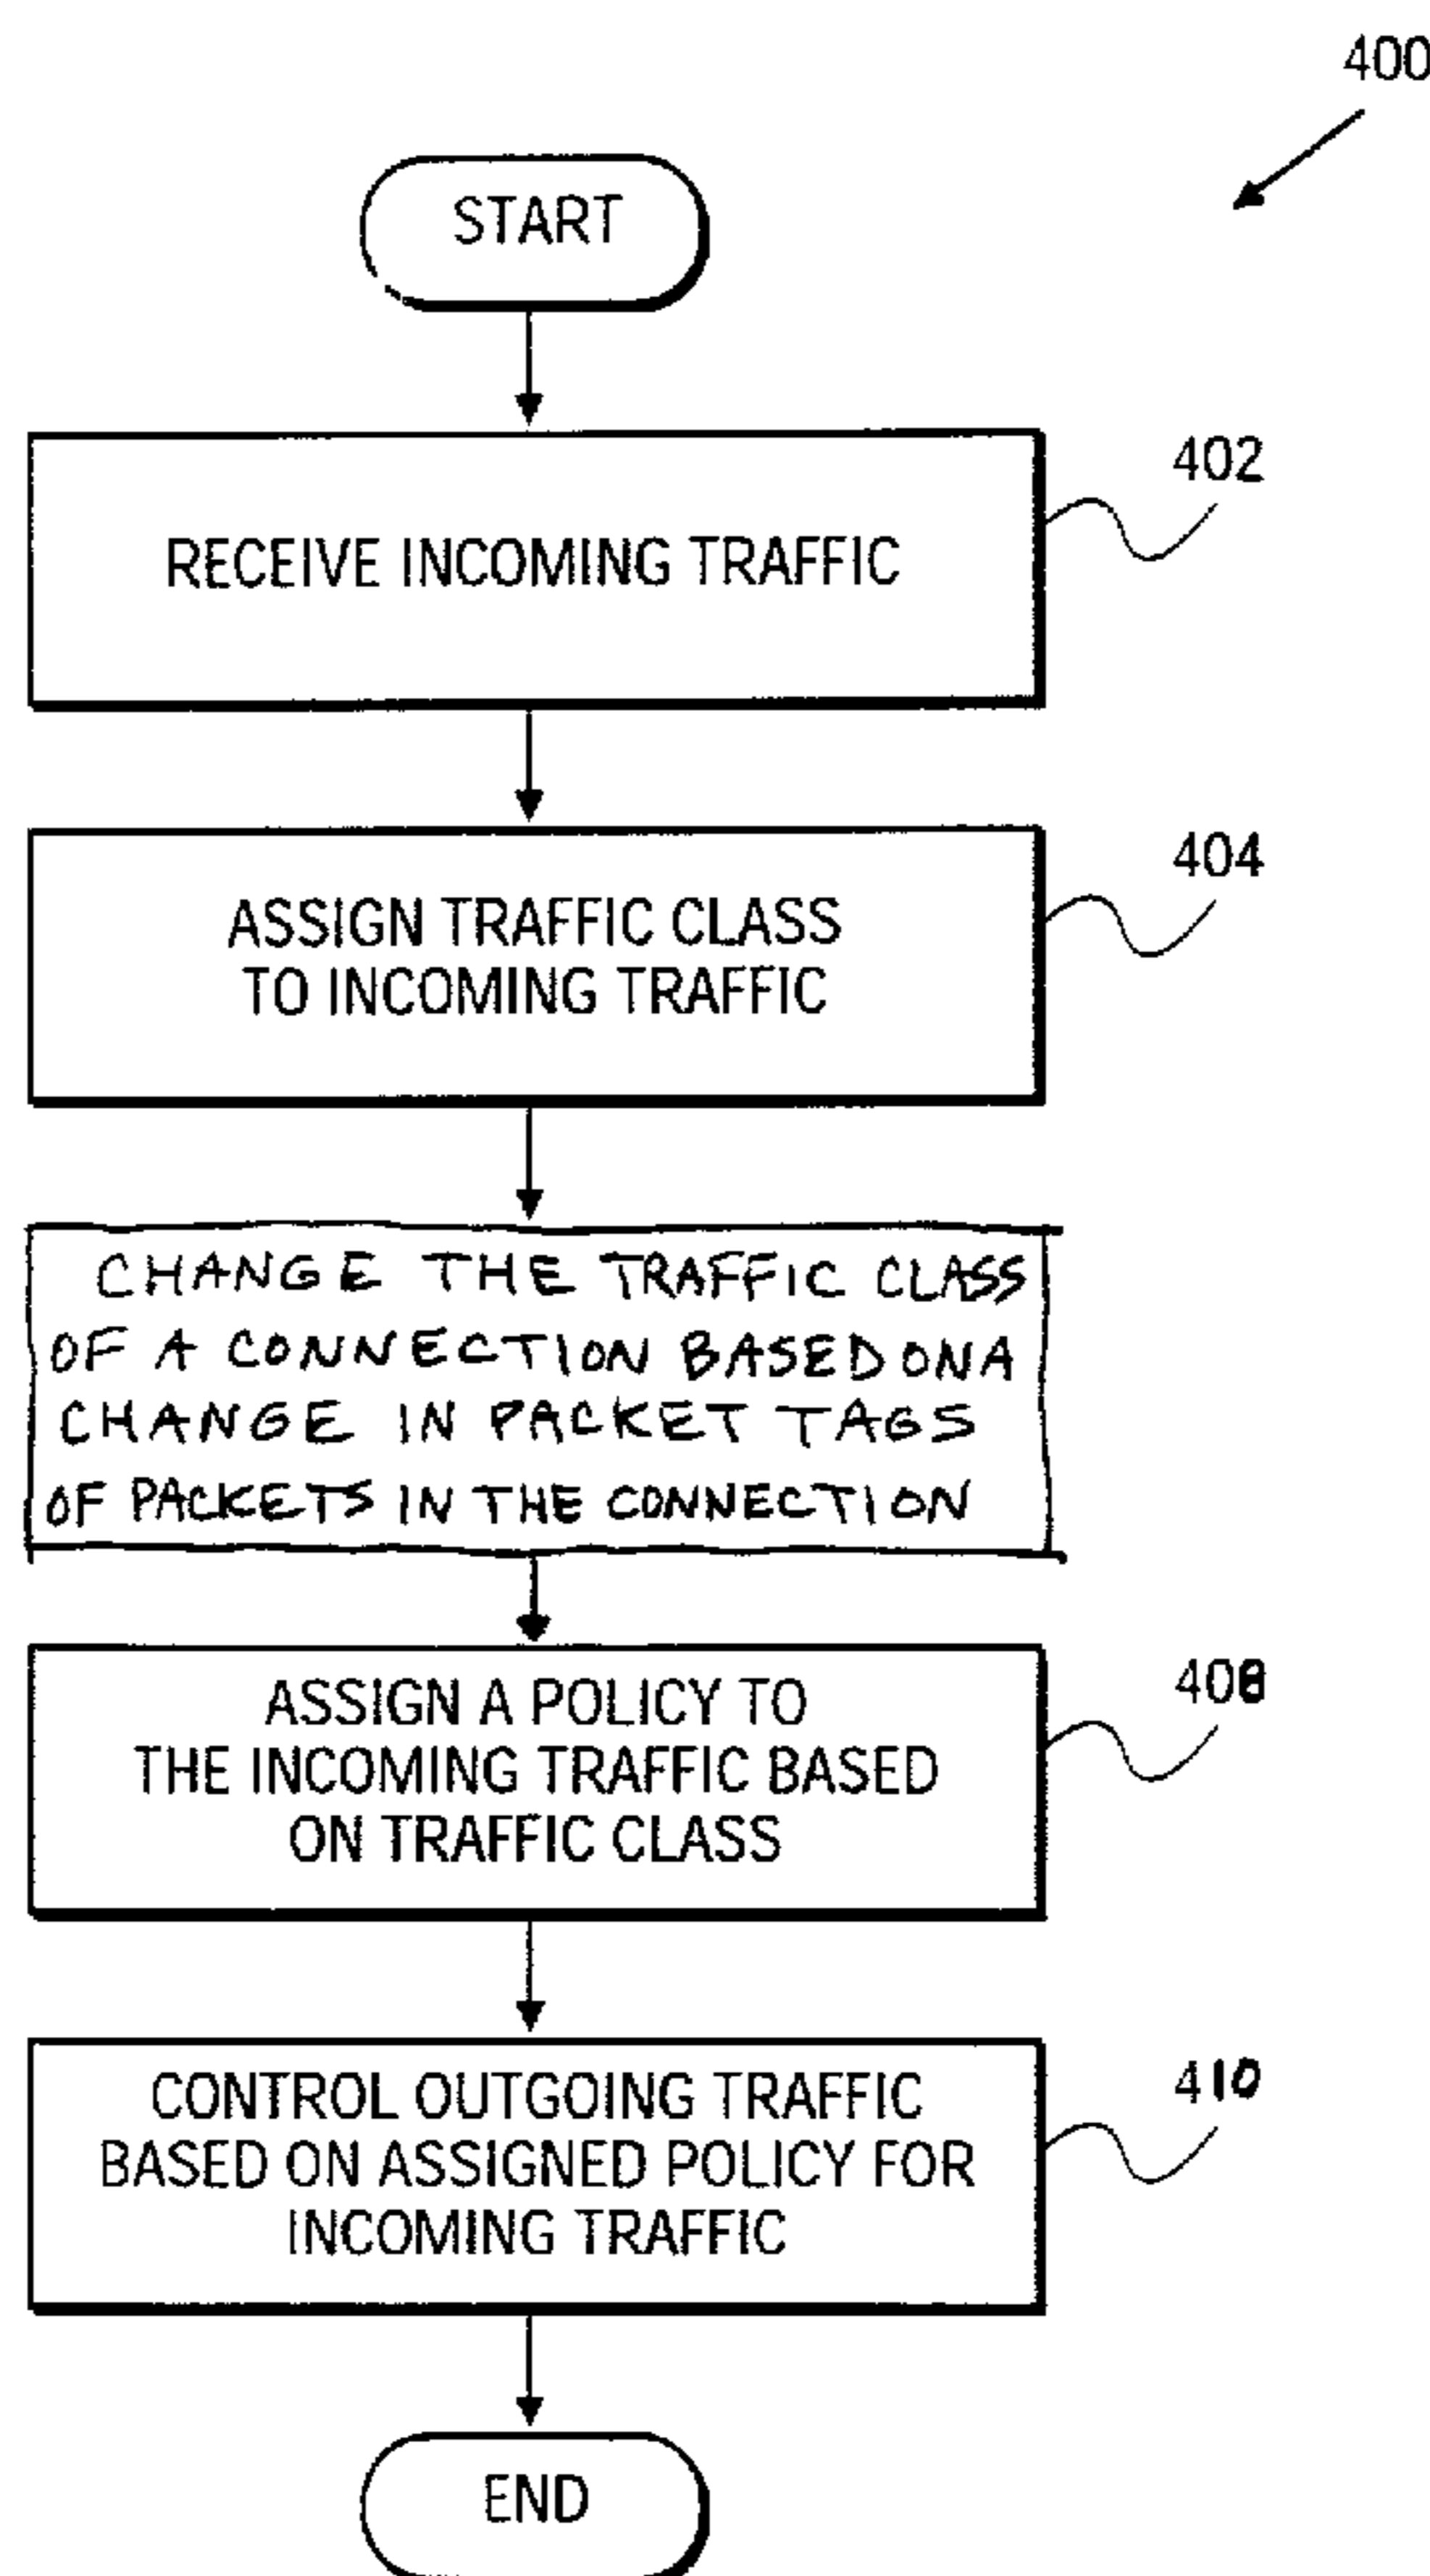 400
START
402
RECEIVE INCOMING TRAFFIC
404
ASSIGN TRAFFIC CLASS
TO INCOMING TRAFFIC
CHANGE THE TRAFFIC CLASS
OF A CONNECTION BASED ON A
CHANGE IN PACKET TAGS
OF PACKETS IN THE CONNECTION
408
ASSIGN A POLICY TO
THE INCOMING TRAFFIC BASED
ON TRAFFIC CLASS
410
CONTROL OUTGOING TRAFFIC
BASED ON ASSIGNED POLICY FOR
INCOMING TRAFFIC
END